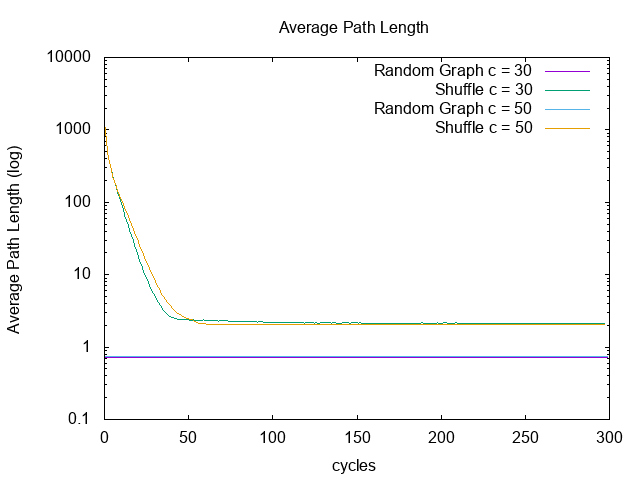 Average Path Length
10000
1000
100
10
1
0.1
Average Path Length (log)
Random Graph c = 30
Shuffle c = 30
Random Graph c = 50
Shuffle c = 50
0 50 100 150 200 250 300
cycles